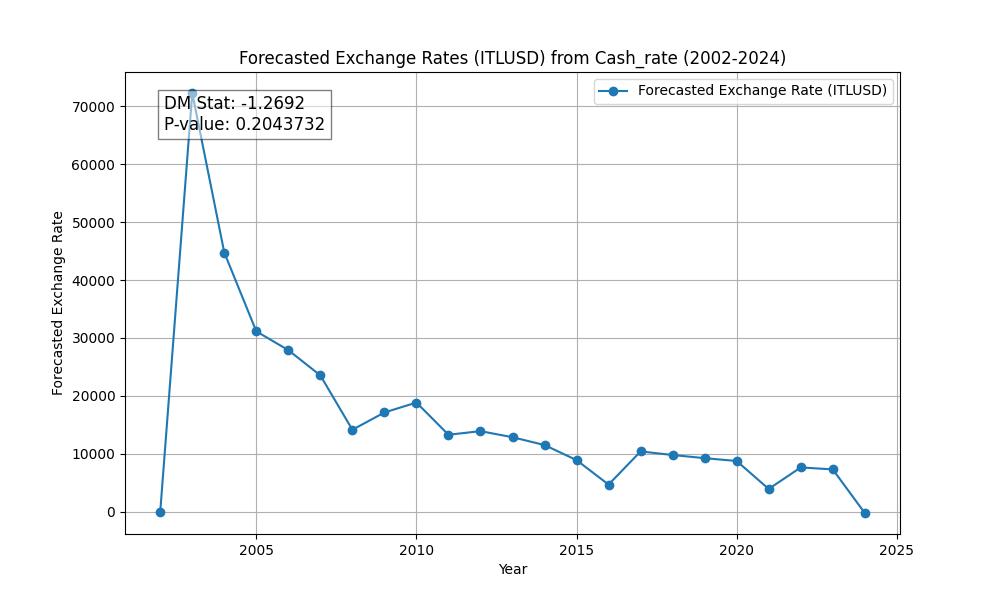 Forecasted Exchange Rates (ITLUSD) from Cash_rate (2002-2024)
DM Stat: -1.2692
P-value: 0.2043732
Forecasted Exchange Rate (ITLUSD)
Forecasted Exchange Rate
70000
60000
50000
40000
30000
20000
10000
0
2005 2010 2015 2020 2025
Year